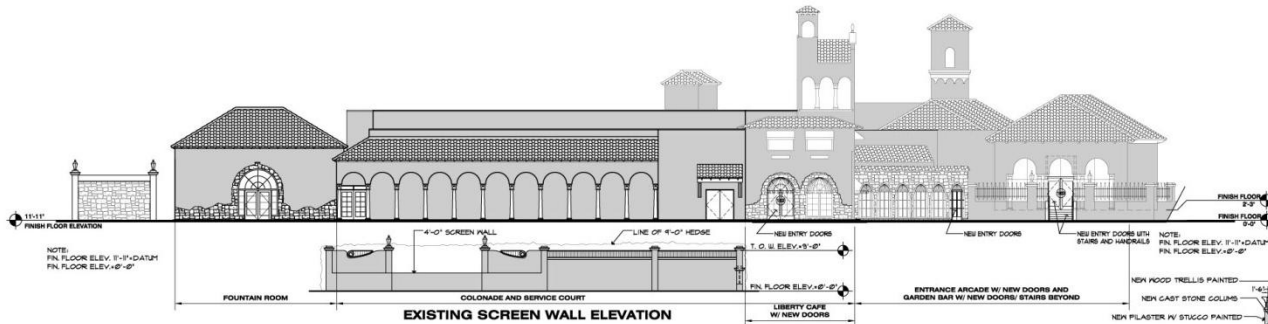 11'-11"
FINISH FLOOR ELEVATION
NOTE:
FIN. FLOOR ELEV. 11'-11"=DATUM
FIN. FLOOR ELEV.=0'-0"
4'-0" SCREEN WALL
LINE OF 9'-0" HEDGE
NEW ENTRY DOORS
T. O. W. ELEV.=5'-0"
FIN. FLOOR ELEV.=0'-0"
NEW ENTRY DOORS
NEW ENTRY DOORS WITH
STAIRS AND HANDRAILS
FINISH FLOOR
2'-3"
FINISH FLOOR
0'-0"
NOTE:
FIN. FLOOR ELEV. 11'-11"=DATUM
FIN. FLOOR ELEV.=0'-0"
FOUNTAIN ROOM
COLONADE AND SERVICE COURT
LIBERTY CAFE
W/ NEW DOORS
ENTRANCE ARCADE W/ NEW DOORS AND
GARDEN BAR W/ NEW DOORS/ STAIRS BEYOND
EXISTING SCREEN WALL ELEVATION
NEW WOOD TRELLIS PAINTED
NEW CAST STONE COLUMS
NEW PILASTER W/ STUCCO PAINTED